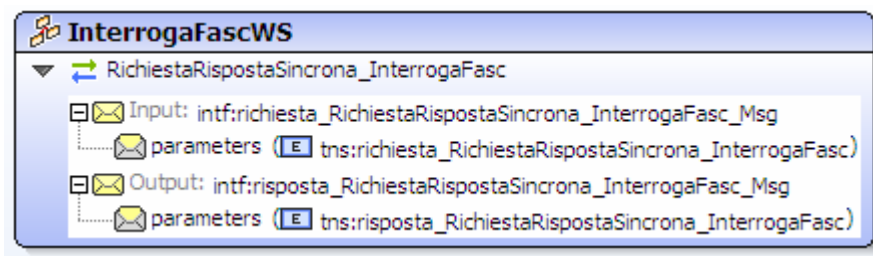 InterrogaFascWS
RichiestaRispostaSincrona_InterrogaFasc
Input: intf:richiesta_RichiestaRispostaSincrona_InterrogaFasc_Msg
parameters (E tns:richiesta_RichiestaRispostaSincrona_InterrogaFasc)
Output: intf:risposta_RichiestaRispostaSincrona_InterrogaFasc_Msg
parameters (E tns:risposta_RichiestaRispostaSincrona_InterrogaFasc)